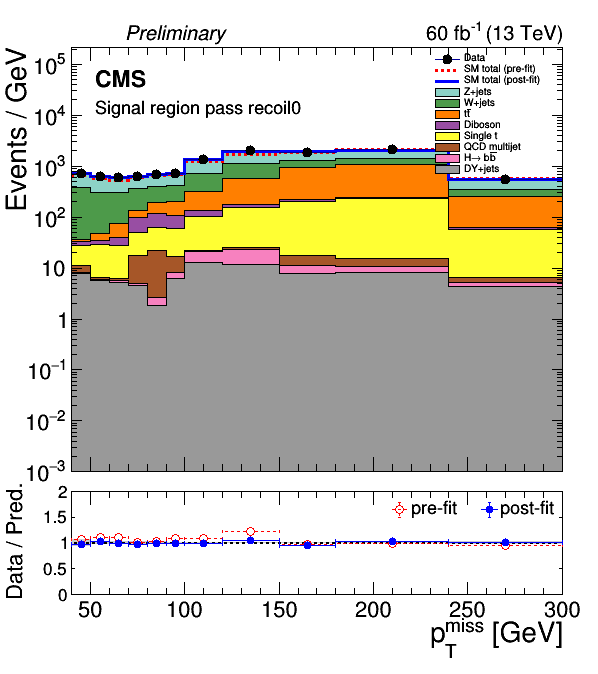 Preliminary
60 fb⁻¹ (13 TeV)
CMS
Signal region pass recoil0
Data
SM total (pre-fit)
SM total (post-fit)
Z+jets
W+jets
tt̅
Diboson
Single t
QCD multijet
H→ bb̅
DY+jets
Events / GeV
10⁵
10⁴
10³
10²
10
1
10⁻¹
10⁻²
10⁻³
pre-fit
post-fit
Data / Pred.
2
1.5
1
0.5
0
50 100 150 200 250 300
p_T^miss [GeV]